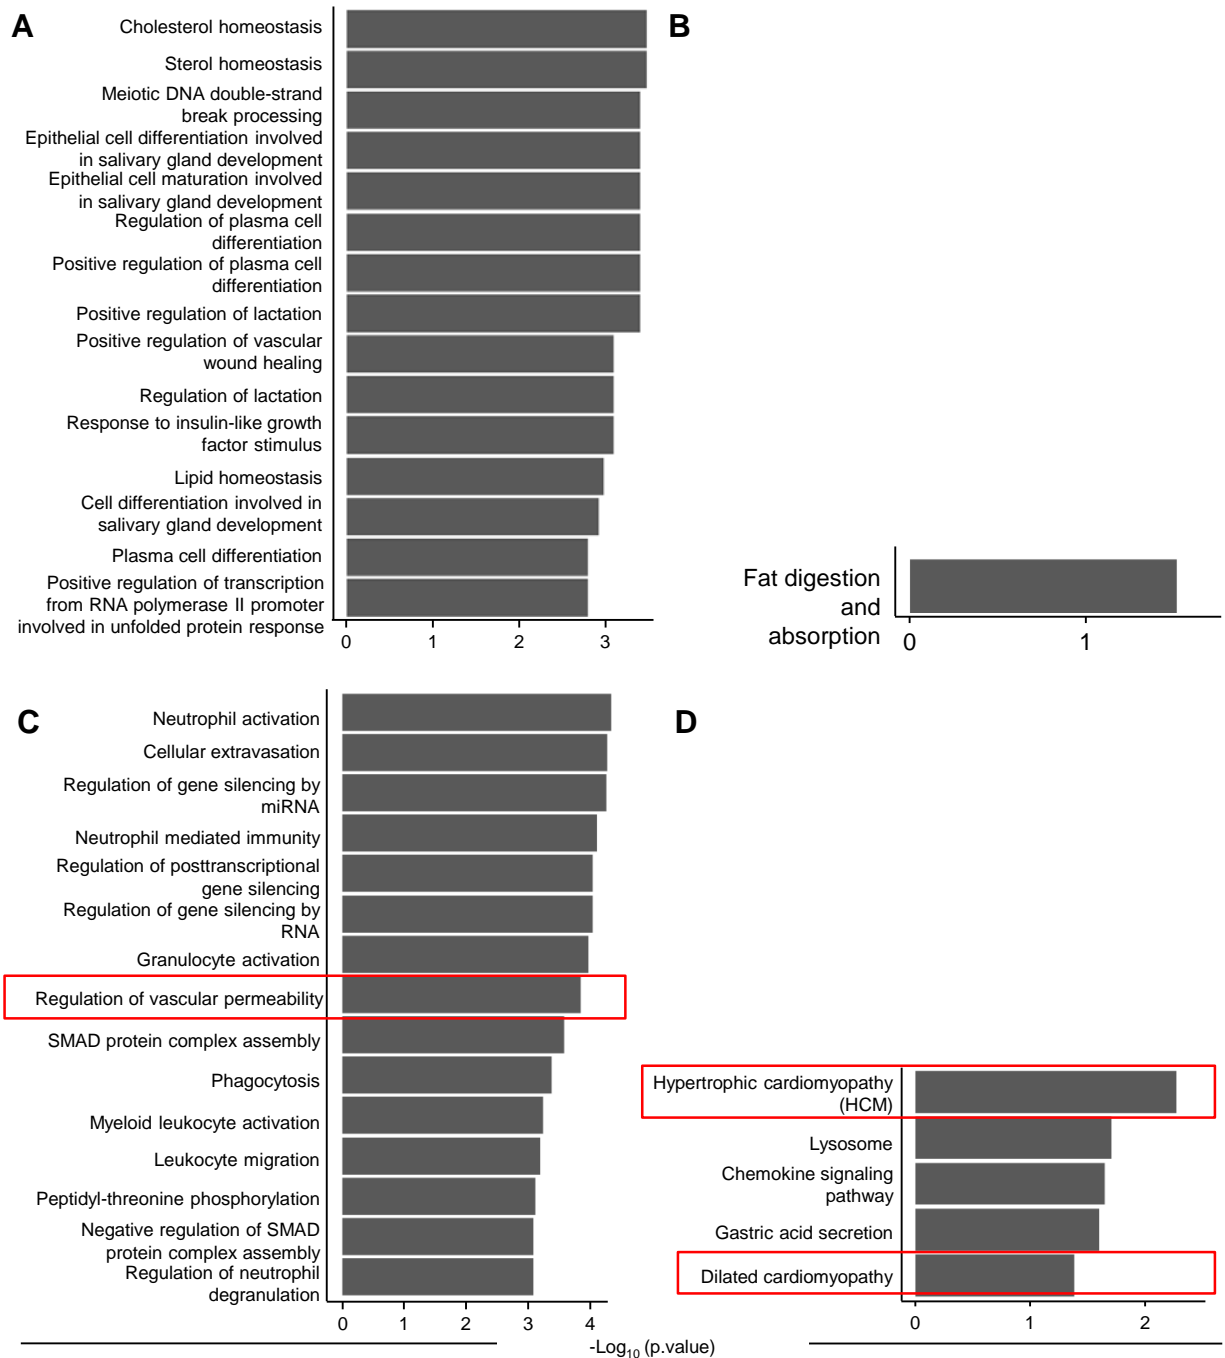 A
Cholesterol homeostasis
Sterol homeostasis
Meiotic DNA double-strand
break processing
Epithelial cell differentiation involved
in salivary gland development
Epithelial cell maturation involved
in salivary gland development
Regulation of plasma cell
differentiation
Positive regulation of plasma cell
differentiation
Positive regulation of lactation
Positive regulation of vascular
wound healing
Regulation of lactation
Response to insulin-like growth
factor stimulus
Lipid homeostasis
Cell differentiation involved in
salivary gland development
Plasma cell differentiation
Positive regulation of transcription
from RNA polymerase II promoter
involved in unfolded protein response
0 1 2 3
B
Fat digestion
and
absorption
0 1
C
Neutrophil activation
Cellular extravasation
Regulation of gene silencing by
miRNA
Neutrophil mediated immunity
Regulation of posttranscriptional
gene silencing
Regulation of gene silencing by
RNA
Granulocyte activation
Regulation of vascular permeability
SMAD protein complex assembly
Phagocytosis
Myeloid leukocyte activation
Leukocyte migration
Peptidyl-threonine phosphorylation
Negative regulation of SMAD
protein complex assembly
Regulation of neutrophil
degranulation
0 1 2 3 4
D
Hypertrophic cardiomyopathy
(HCM)
Lysosome
Chemokine signaling
pathway
Gastric acid secretion
Dilated cardiomyopathy
0 1 2
-Log10 (p.value)